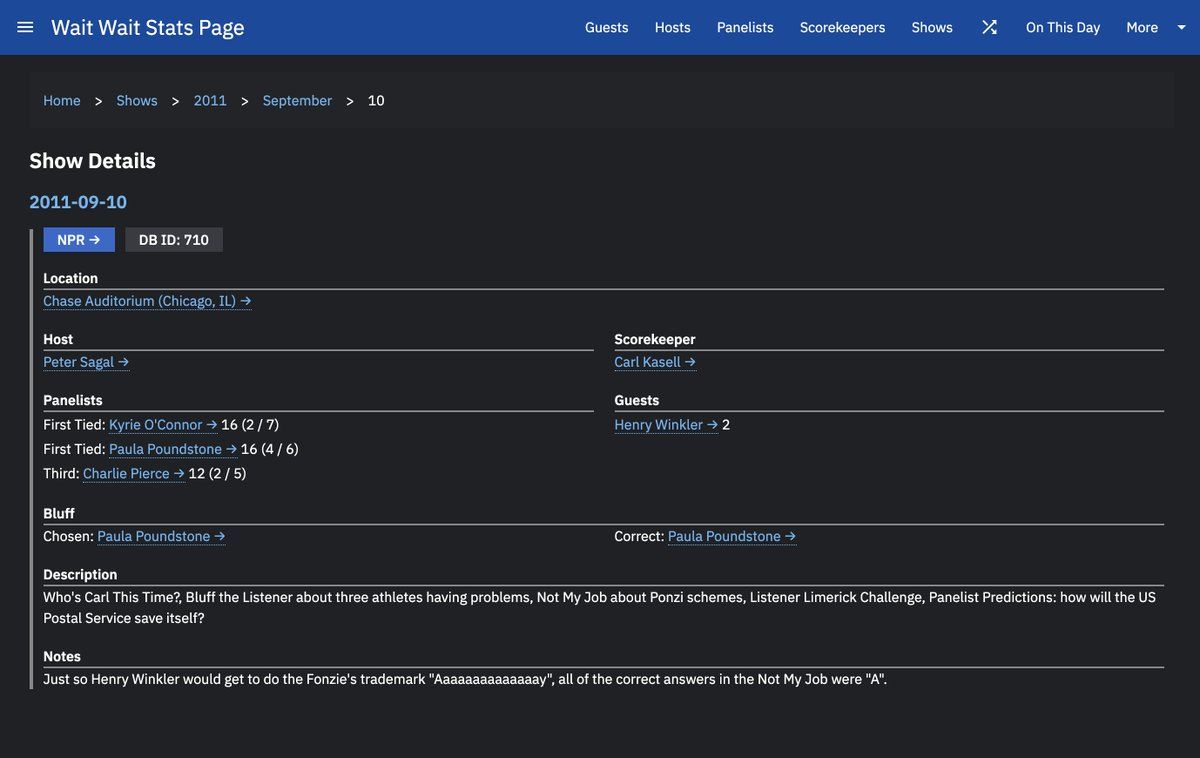 Wait Wait Stats Page
Guests Hosts Panelists Scorekeepers Shows On This Day More
Home > Shows > 2011 > September > 10
Show Details
2011-09-10
NPR → DB ID: 710
Location
Chase Auditorium (Chicago, IL) →
Host
Peter Sagal →
Scorekeeper
Carl Kasell →
Panelists
First Tied: Kyrie O'Connor → 16 (2 / 7)
First Tied: Paula Poundstone → 16 (4 / 6)
Third: Charlie Pierce → 12 (2 / 5)
Guests
Henry Winkler → 2
Bluff
Chosen: Paula Poundstone →
Correct: Paula Poundstone →
Description
Who's Carl This Time?, Bluff the Listener about three athletes having problems, Not My Job about Ponzi schemes, Listener Limerick Challenge, Panelist Predictions: how will the US
Postal Service save itself?
Notes
Just so Henry Winkler would get to do the Fonzie's trademark "Aaaaaaaaaaaaaay", all of the correct answers in the Not My Job were "A".